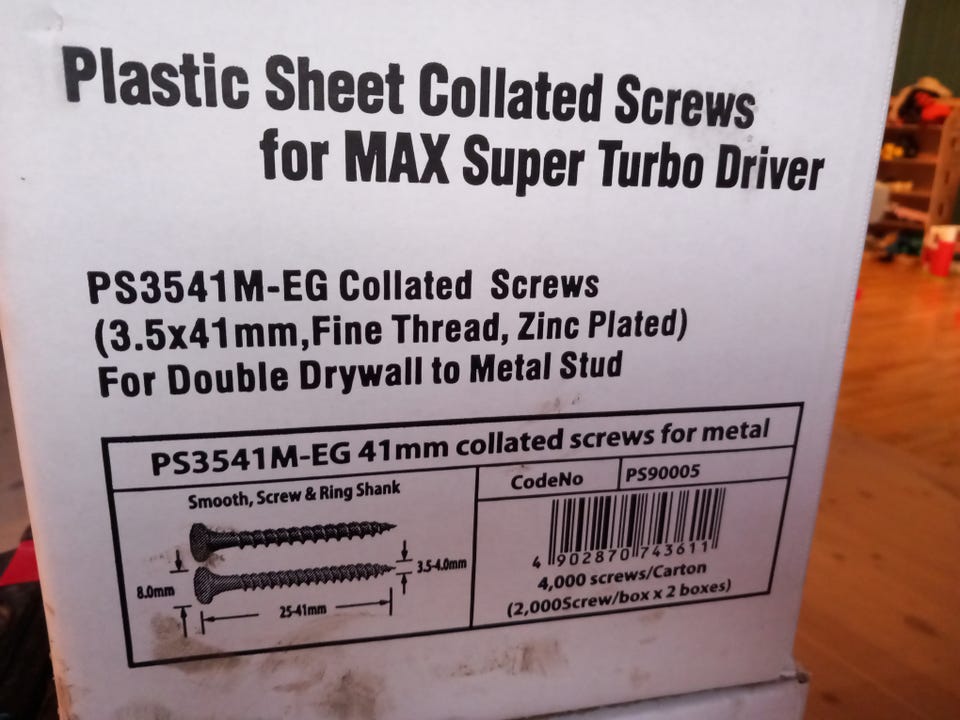 Plastic Sheet Collated Screws
for MAX Super Turbo Driver
PS3541M-EG Collated Screws
(3.5x41mm,Fine Thread, Zinc Plated)
For Double Drywall to Metal Stud
PS3541M-EG 41mm collated screws for metal
Smooth, Screw & Ring Shank
8.0mm
3.5-4.0mm
25-41mm
CodeNo PS90005
4 902870 743611
4,000 screws/Carton
(2,000Screw/box x 2 boxes)